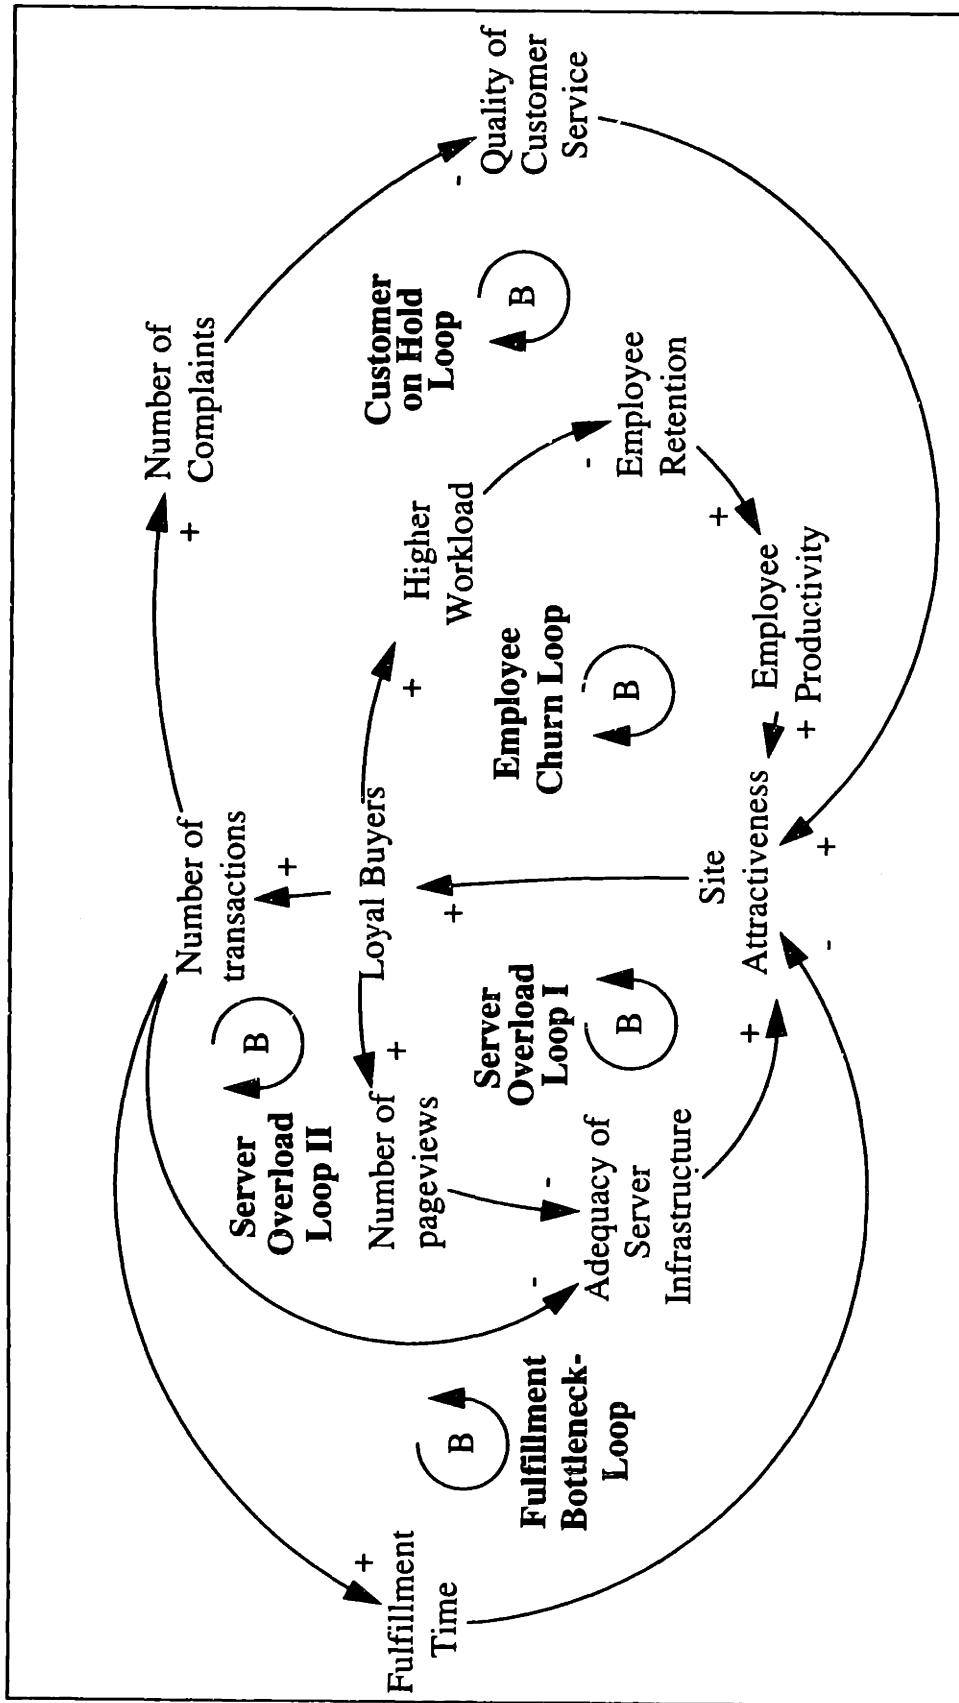 Number of
transactions
+
Number of
Complaints
+
-
Quality of
Customer
Service
Server
Overload
Loop II
B
+
Loyal Buyers
+
Higher
Workload
+
Number of
pageviews
Customer
on Hold
Loop
B
-
Employee
Retention
Employee
Churn Loop
B
+
Employee
Productivity
+
Server
Overload
Loop I
B
+
-
-
Adequacy of
Server
Infrastructure
+
Site
Attractiveness
+
-
Fulfillment
Bottleneck-
Loop
B
+
Fulfillment
Time